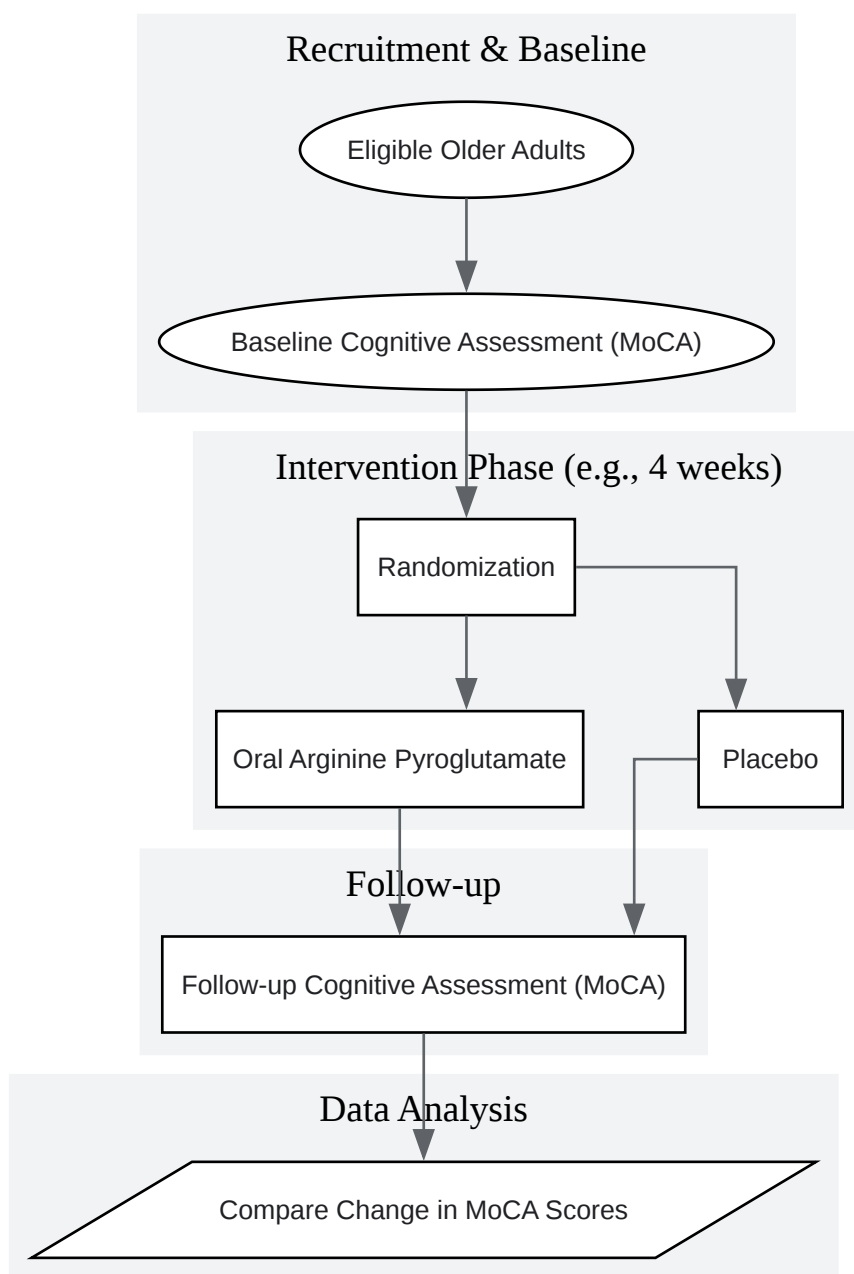 Recruitment & Baseline
Eligible Older Adults
Baseline Cognitive Assessment (MoCA)
Intervention Phase (e.g., 4 weeks)
Randomization
Oral Arginine Pyroglutamate
Placebo
Follow-up
Follow-up Cognitive Assessment (MoCA)
Data Analysis
Compare Change in MoCA Scores